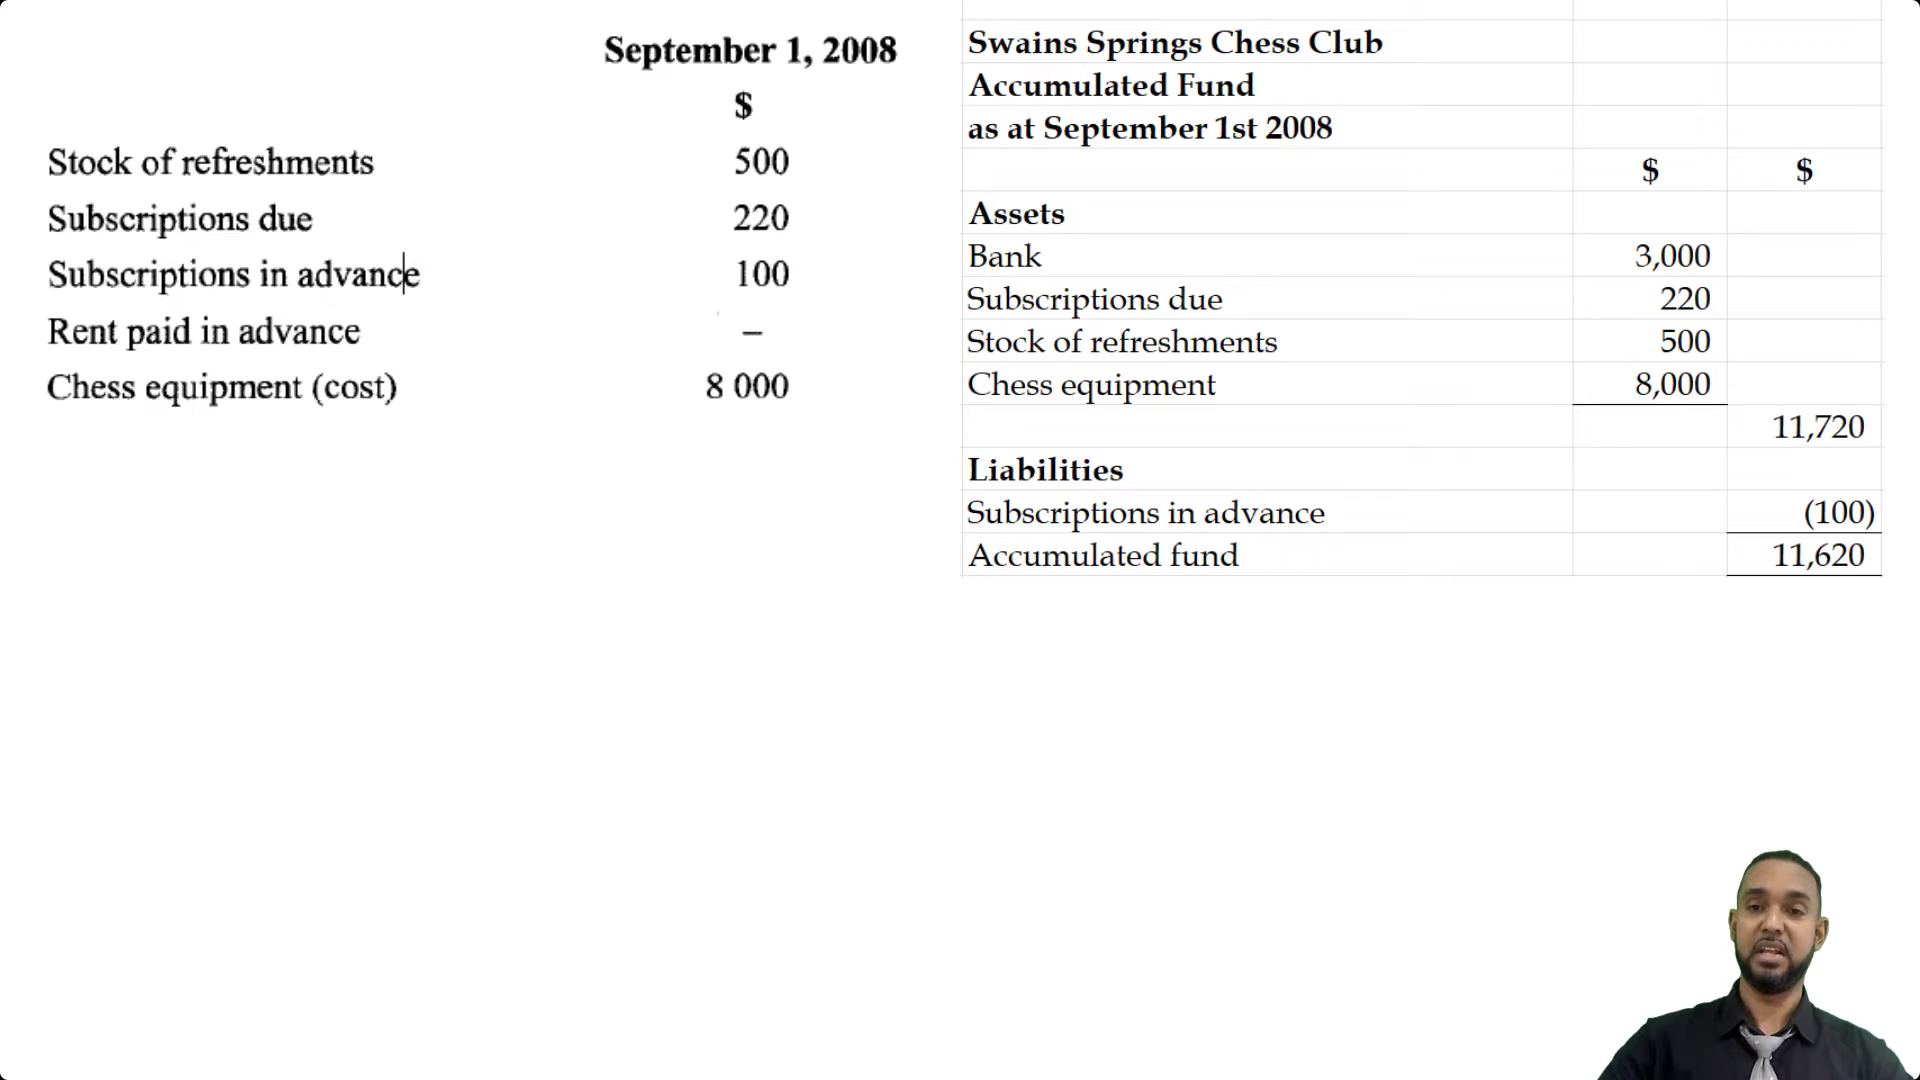 September 1, 2008
$
Stock of refreshments 500
Subscriptions due 220
Subscriptions in advance 100
Rent paid in advance –
Chess equipment (cost) 8 000
Swains Springs Chess Club
Accumulated Fund
as at September 1st 2008
$ $
Assets
Bank 3,000
Subscriptions due 220
Stock of refreshments 500
Chess equipment 8,000
11,720
Liabilities
Subscriptions in advance (100)
Accumulated fund 11,620